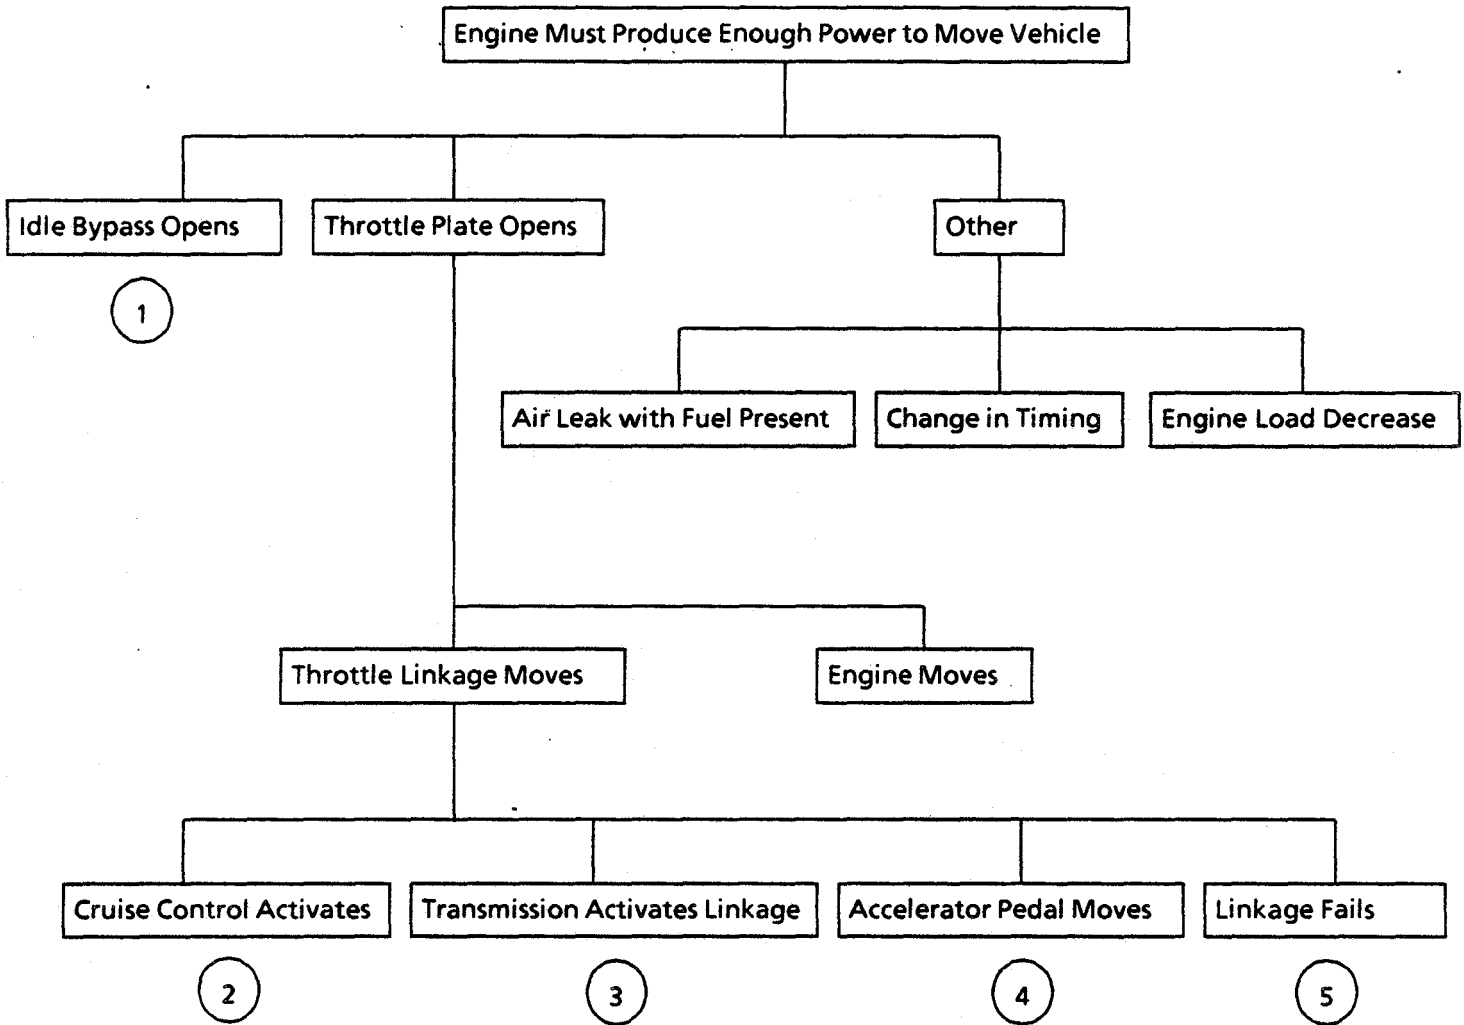 Engine Must Produce Enough Power to Move Vehicle
Idle Bypass Opens
Throttle Plate Opens
Other
1
Air Leak with Fuel Present
Change in Timing
Engine Load Decrease
Throttle Linkage Moves
Engine Moves
Cruise Control Activates
Transmission Activates Linkage
Accelerator Pedal Moves
Linkage Fails
2
3
4
5